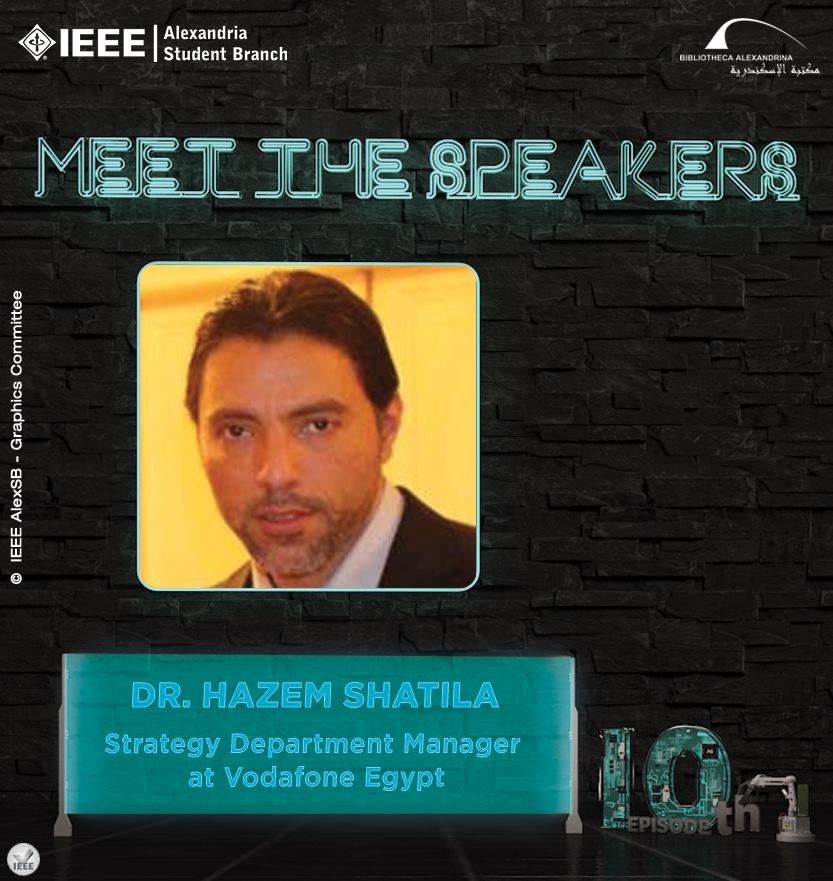 IEEE
Alexandria
Student Branch
BIBLIOTHECA ALEXANDRINA
مكتبة الإسكندرية
MEET THE SPEAKERS
© IEEE AlexSB - Graphics Committee
DR. HAZEM SHATILA
Strategy Department Manager
at Vodafone Egypt
10th
EPISODE
IEEE